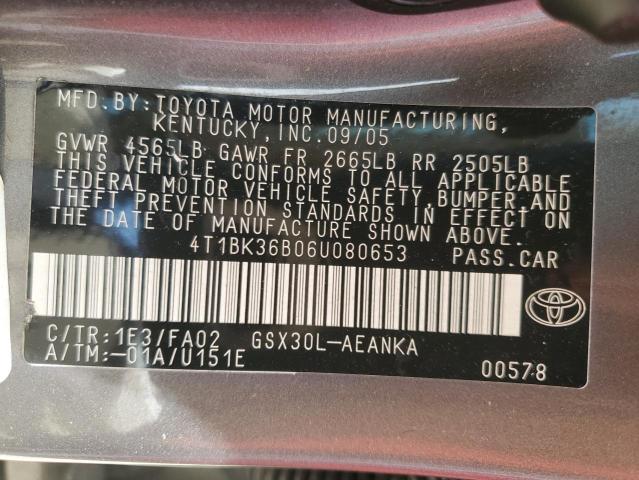 MFD. BY: TOYOTA MOTOR MANUFACTURING,
KENTUCKY, INC. 09/05
GVWR 4565LB GAWR FR 2665LB RR 2505LB
THIS VEHICLE CONFORMS TO ALL APPLICABLE
FEDERAL MOTOR VEHICLE SAFETY, BUMPER, AND
THEFT PREVENTION STANDARDS IN EFFECT ON
THE DATE OF MANUFACTURE SHOWN ABOVE.
4T1BK36B06U080653 PASS.CAR
C/TR:1E3/FA02 GSX30L-AEANKA
A/TM:-01A/U151E 00578